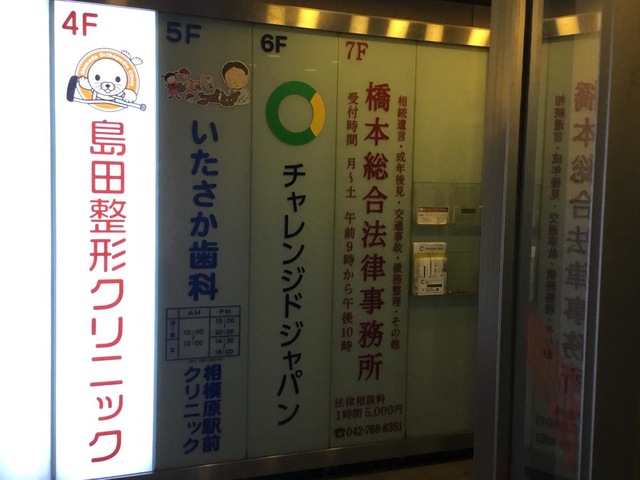 4F
島田整形クリニック
5F
いたさか歯科
AM
PM
相模原駅前
クリニック
6F
チャレンジドジャパン
7F
相続遺言・成年後見・交通事故・債務整理・その他
橋本総合法律事務所
受付時間 月〜土 午前9時から午後10時
法律相談料
1時間 5,000円
☎042-768-8351